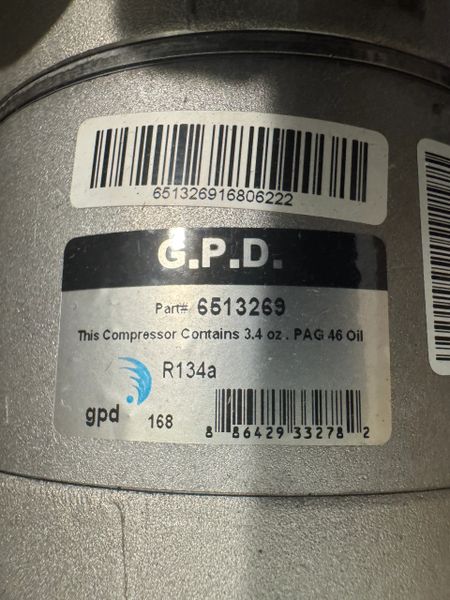 651326916806222
G.P.D.
Part# 6513269
This Compressor Contains 3.4 oz . PAG 46 Oil
R134a
gpd
168
8 86429 33278 2